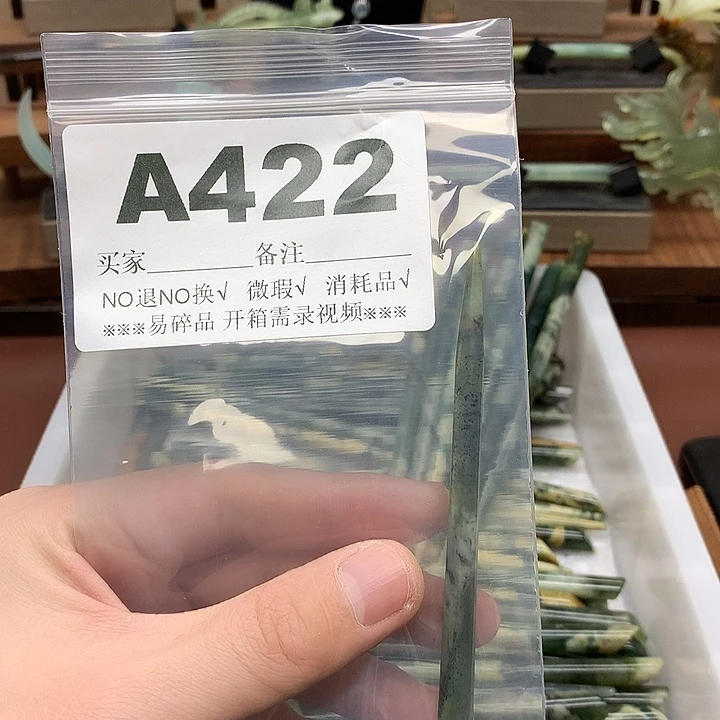 A422
买家________备注________
NO退NO换√ 微瑕√ 消耗品√
※※※易碎品 开箱需录视频※※※